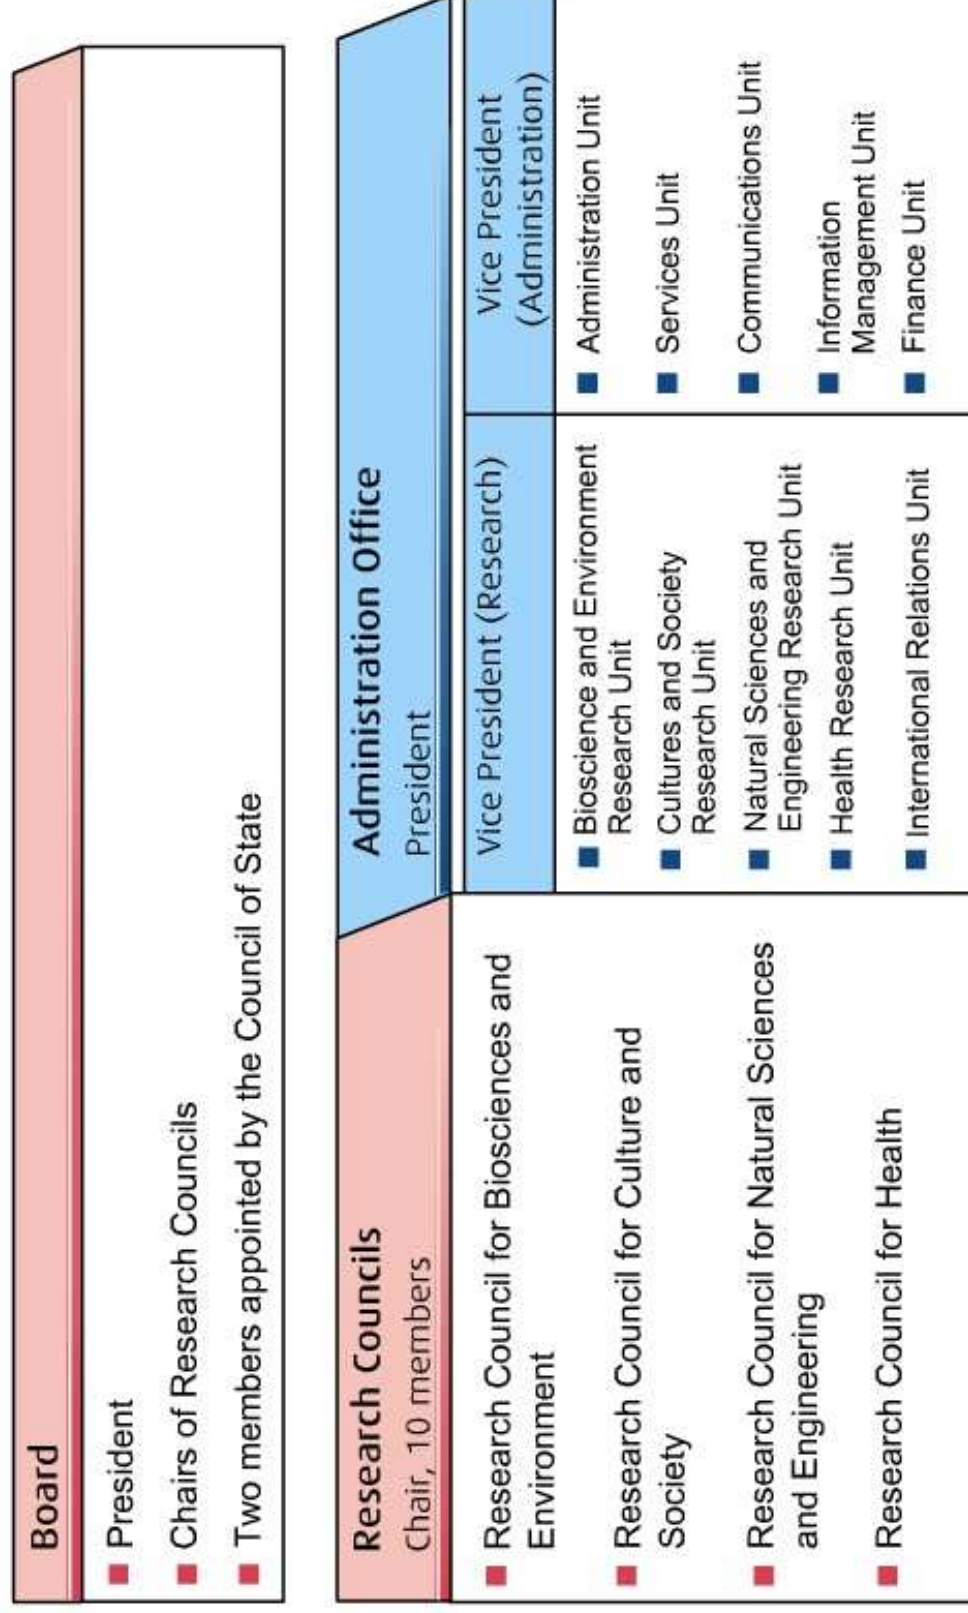 Board
President
Chairs of Research Councils
Two members appointed by the Council of State
Research Councils
Chair, 10 members
Research Council for Biosciences and
Environment
Research Council for Culture and
Society
Research Council for Natural Sciences
and Engineering
Research Council for Health
Administration Office
President
Vice President (Research)
Bioscience and Environment
Research Unit
Cultures and Society
Research Unit
Natural Sciences and
Engineering Research Unit
Health Research Unit
International Relations Unit
Vice President
(Administration)
Administration Unit
Services Unit
Communications Unit
Information
Management Unit
Finance Unit